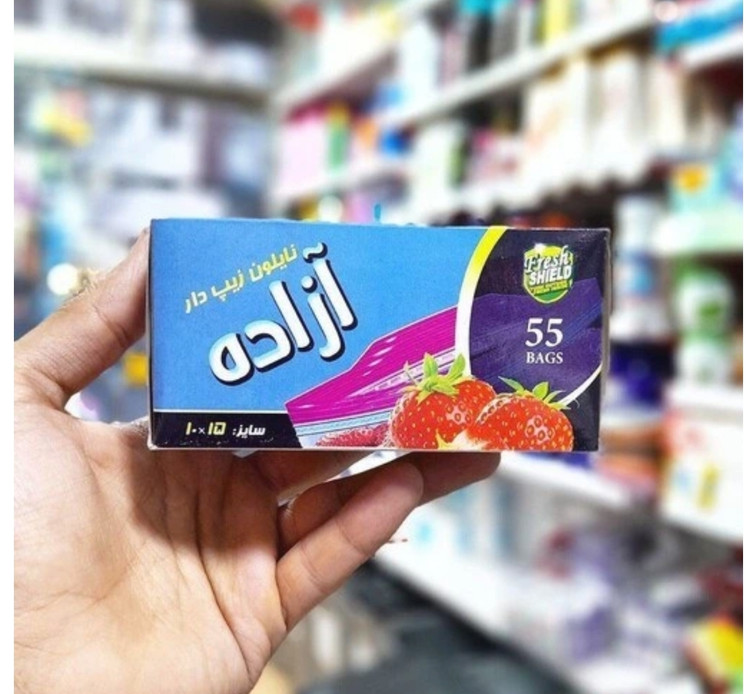 نایلون زیپ دار
آزاده
سایز: ۱۰×۱۵
Fresh
SHIELD
55
BAGS